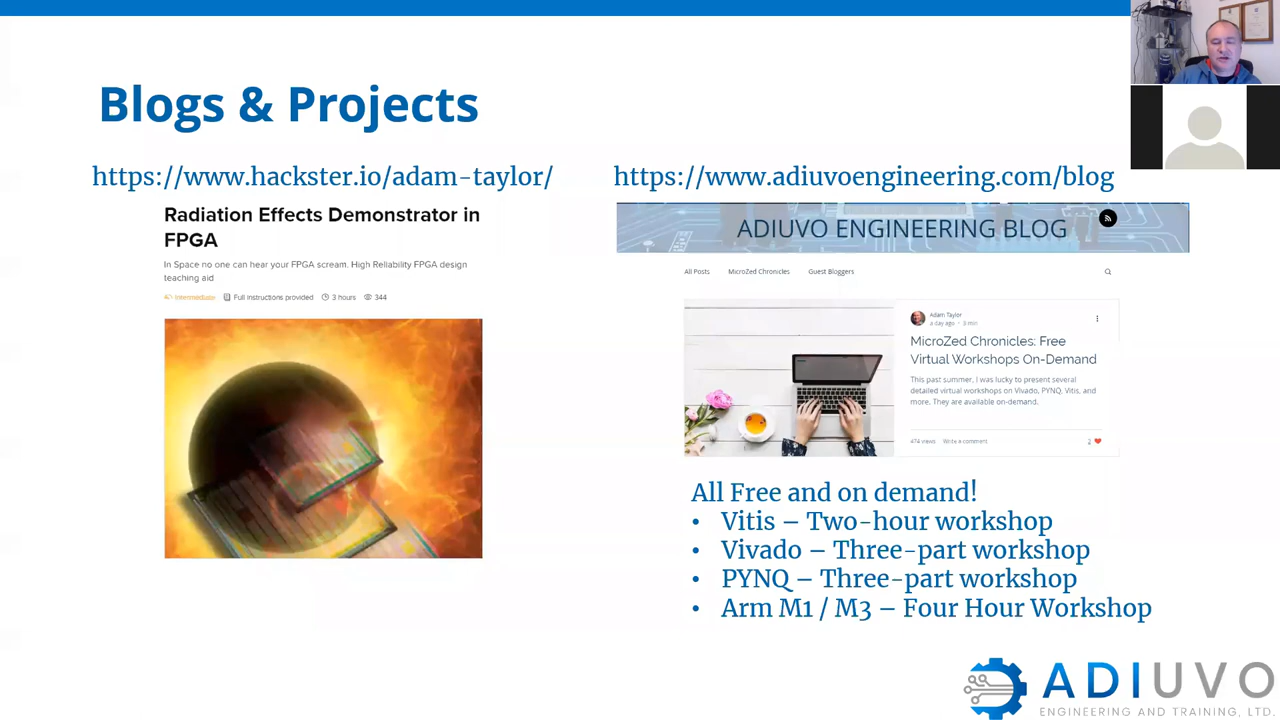 Blogs & Projects
https://www.hackster.io/adam-taylor/
Radiation Effects Demonstrator in
FPGA
In Space no one can hear your FPGA scream. High Reliability FPGA design
teaching aid
Intermediate Full instructions provided 3 hours 344
https://www.adiuvoengineering.com/blog
ADIUVO ENGINEERING BLOG
All Posts MicroZed Chronicles Guest Bloggers
Adam Taylor
a day ago · 3 min
MicroZed Chronicles: Free
Virtual Workshops On-Demand
This past summer, I was lucky to present several
detailed virtual workshops on Vivado, PYNQ, Vitis, and
more. They are available on-demand.
474 views Write a comment 2
All Free and on demand!
• Vitis – Two-hour workshop
• Vivado – Three-part workshop
• PYNQ – Three-part workshop
• Arm M1 / M3 – Four Hour Workshop
ADIUVO
ENGINEERING AND TRAINING, LTD.